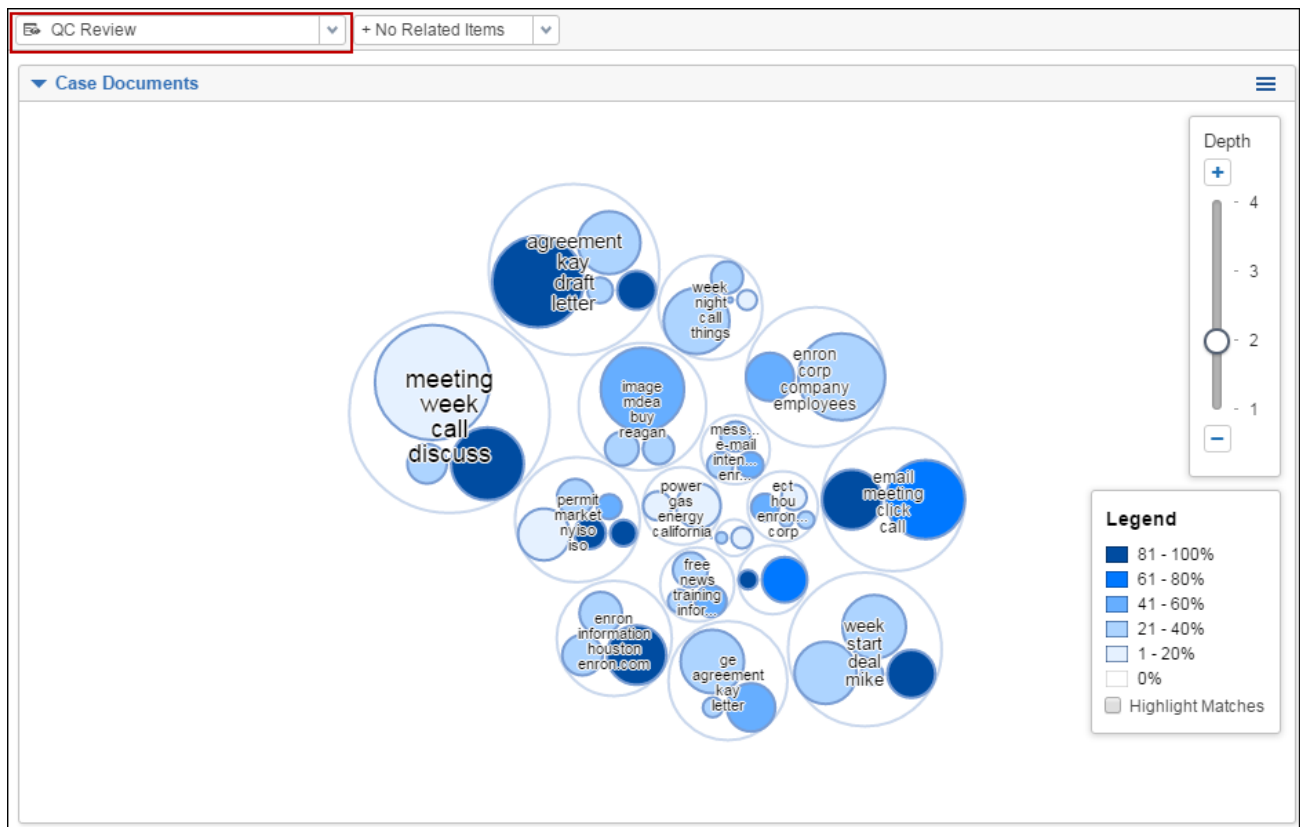 QC Review
+ No Related Items
Case Documents
Depth
+
- 4
- 3
- 2
- 1
−
agreement
kay
draft
letter
week
night
call
things
enron
corp
company
employees
meeting
week
call
discuss
image
mdea
buy
reagan
mess...
e-mail
inten...
enr...
email
meeting
click
call
power
gas
energy
california
ect
hou
enron...
corp
permit
market
nyiso
iso
free
news
training
infor...
enron
information
houston
enron.com
ge
agreement
kay
letter
week
start
deal
mike
Legend
81 - 100%
61 - 80%
41 - 60%
21 - 40%
1 - 20%
0%
Highlight Matches